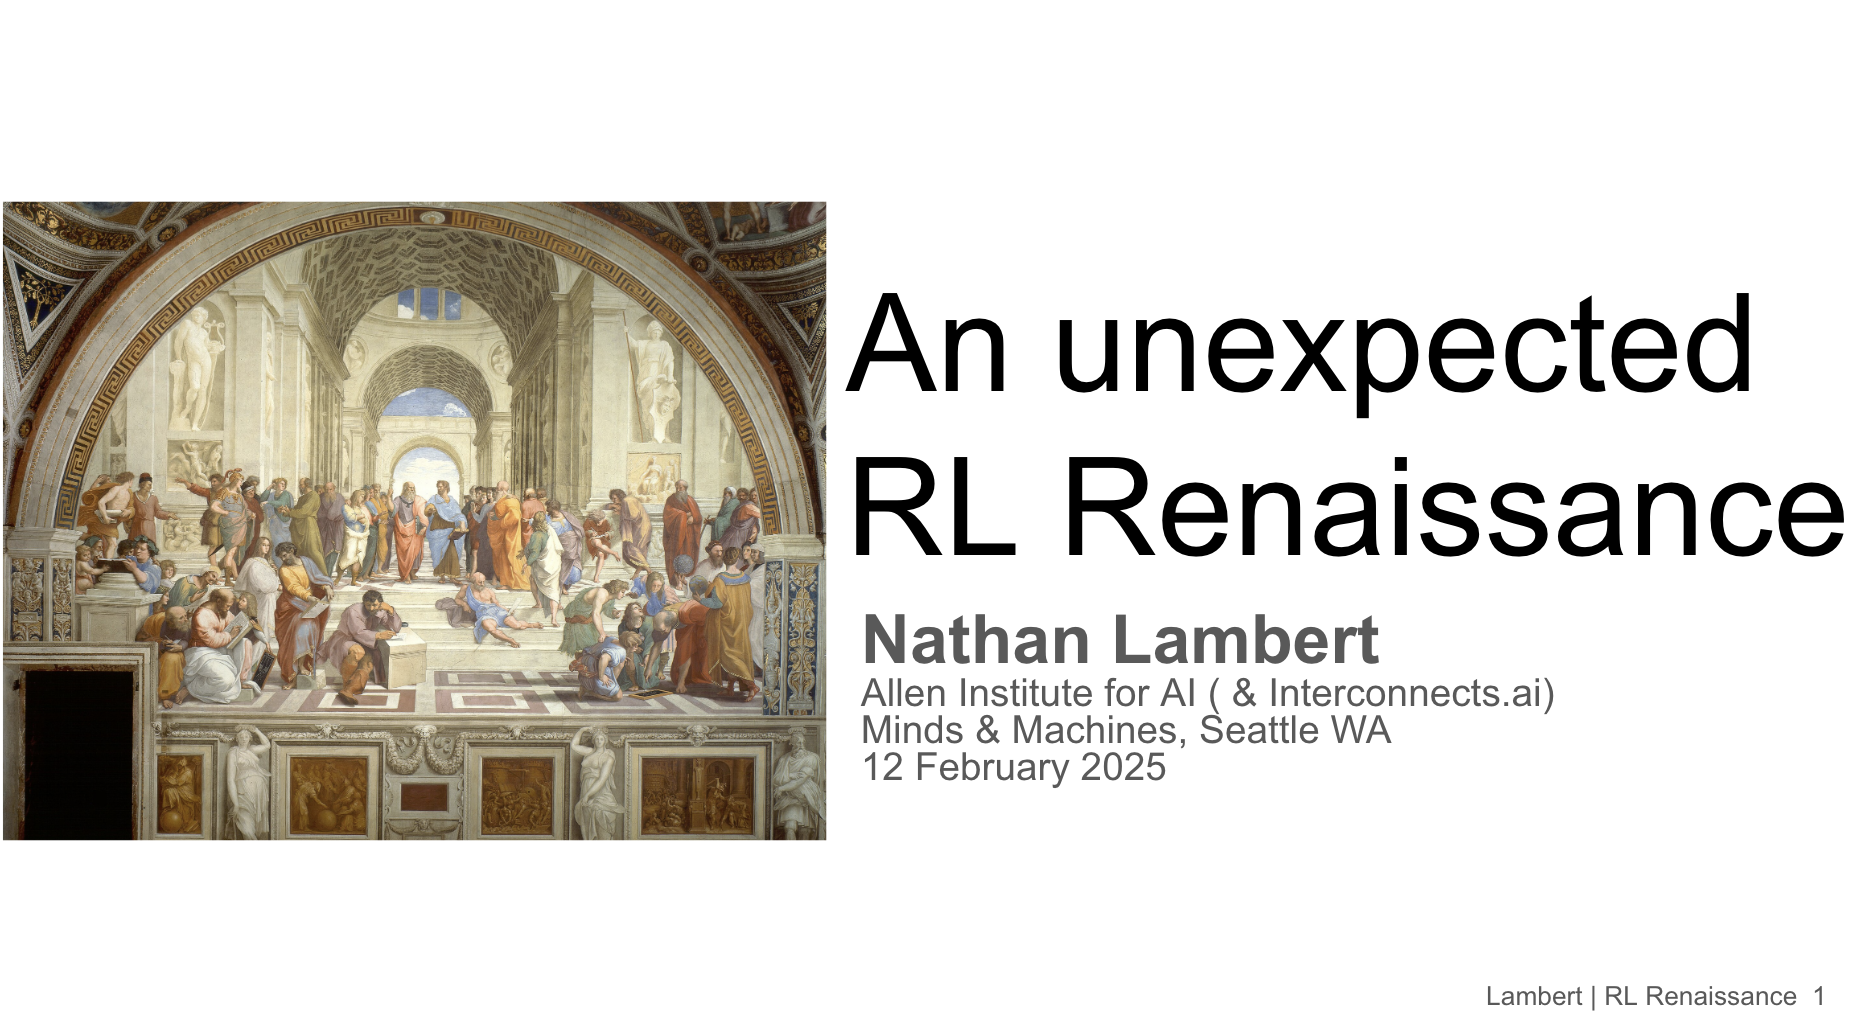 An unexpected
RL Renaissance
Nathan Lambert
Allen Institute for AI ( & Interconnects.ai)
Minds & Machines, Seattle WA
12 February 2025
Lambert | RL Renaissance 1